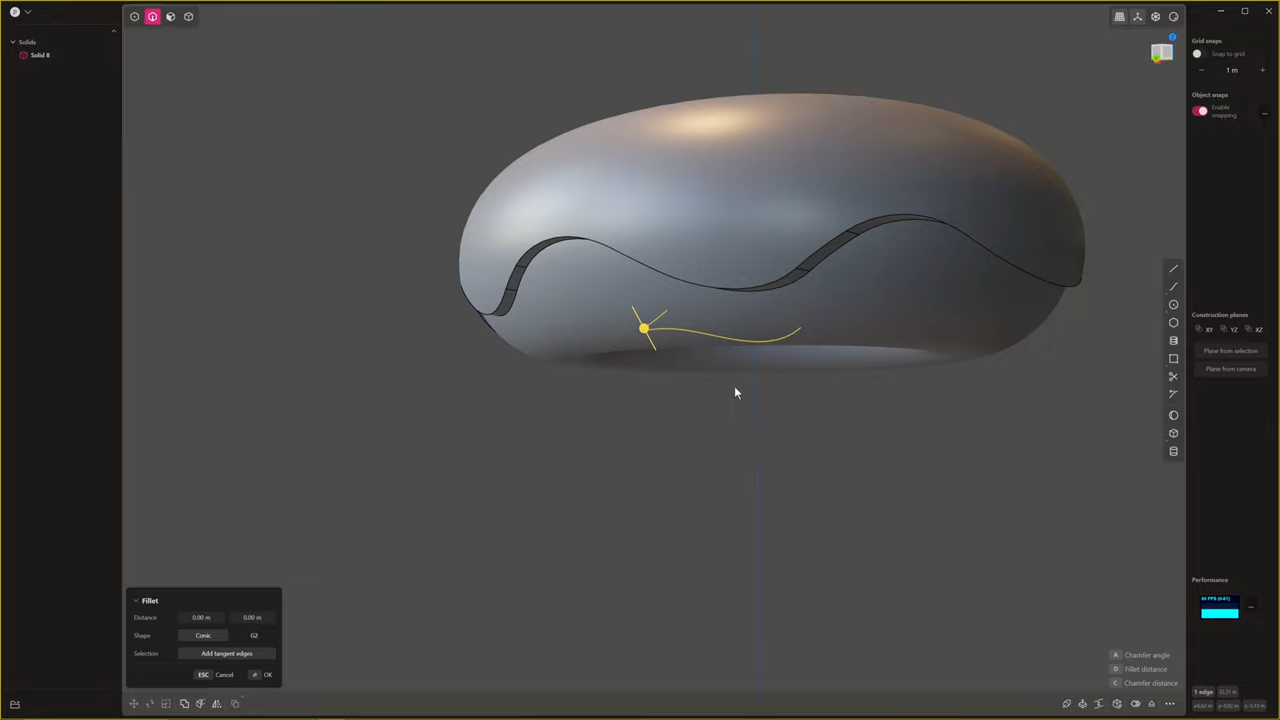 Solids
Solid 8
Grid snaps
Snap to grid
1 m
Object snaps
Enable
snapping
Construction planes
XY
YZ
XZ
Plane from selection
Plane from camera
Performance
Fillet
Distance
0.00 m
0.00 m
Shape
Conic
G2
Selection
Add tangent edges
ESC
Cancel
OK
A
Chamfer angle
D
Fillet distance
C
Chamfer distance
1 edge